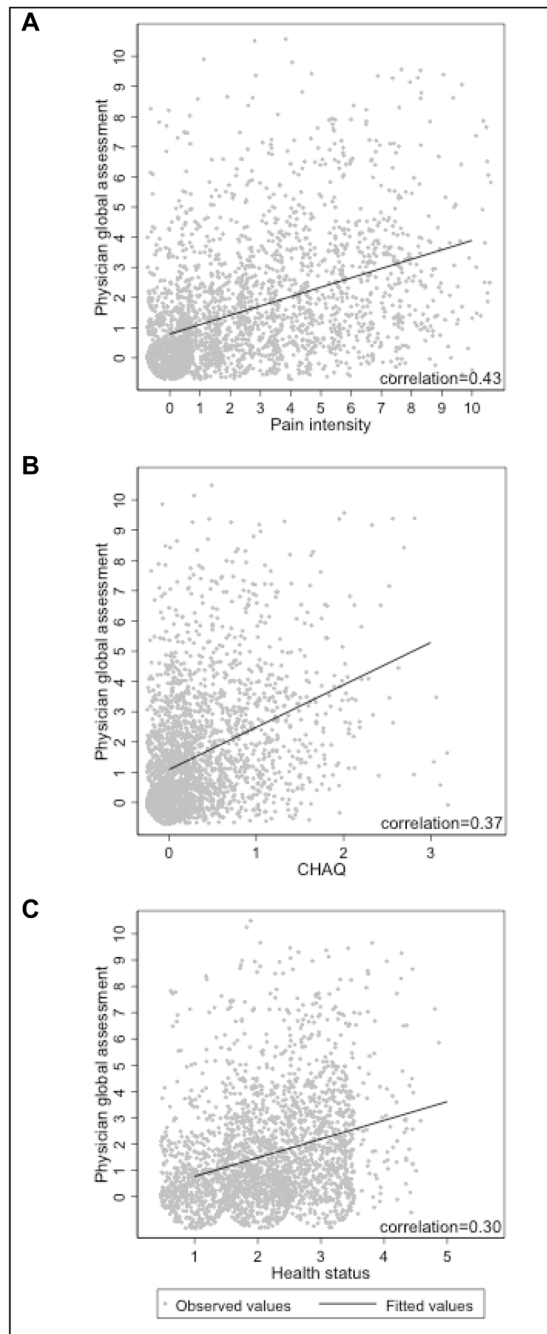 A
Physician global assessment
10
9
8
7
6
5
4
3
2
1
0
correlation=0.43
0 1 2 3 4 5 6 7 8 9 10
Pain intensity
B
Physician global assessment
10
9
8
7
6
5
4
3
2
1
0
correlation=0.37
0 1 2 3
CHAQ
C
Physician global assessment
10
9
8
7
6
5
4
3
2
1
0
correlation=0.30
1 2 3 4 5
Health status
Observed values Fitted values